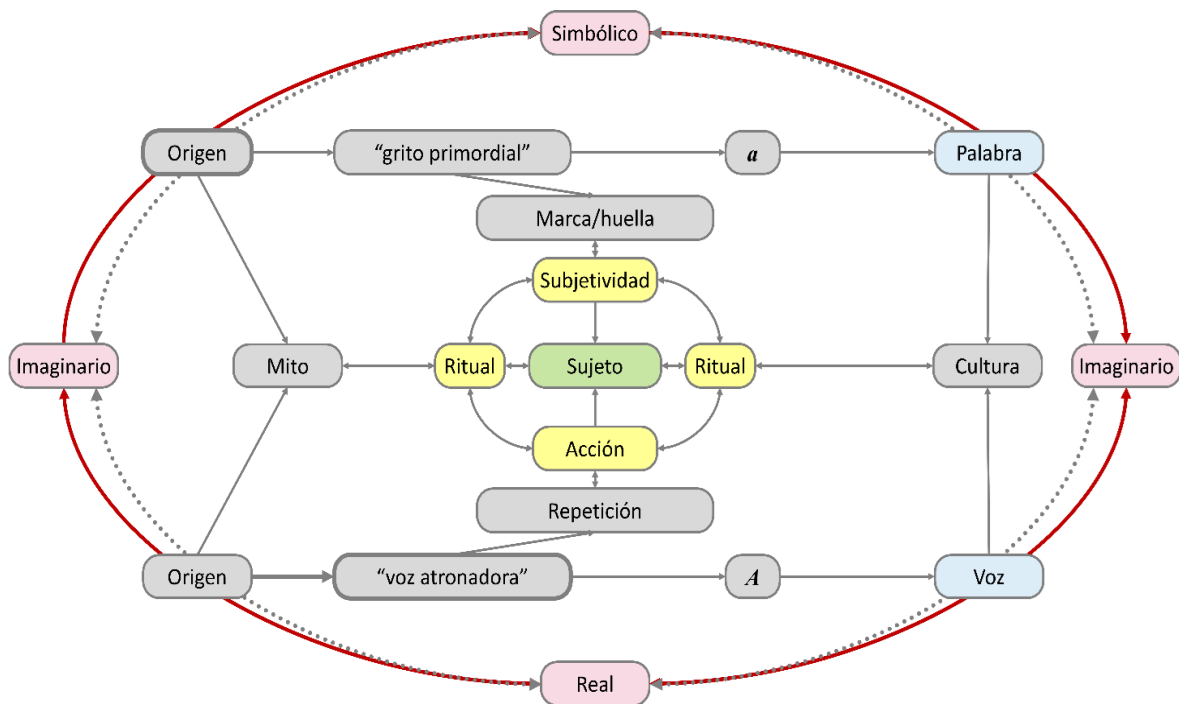 Simbólico
Origen
“grito primordial”
a
Palabra
Marca/huella
Subjetividad
Imaginario
Mito
Ritual
Sujeto
Ritual
Cultura
Imaginario
Acción
Repetición
Origen
“voz atronadora”
A
Voz
Real